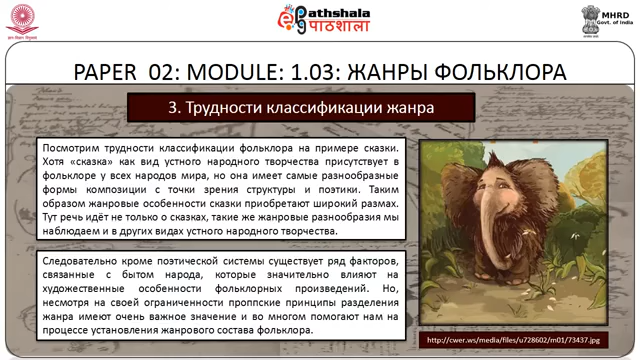 Pathshala
पाठशाला
MHRD
Govt. of India
PAPER 02: MODULE: 1.03: ЖАНРЫ ФОЛЬКЛОРА
3. Трудности классификации жанра
Посмотрим трудности классификации фольклора на примере сказки.
Хотя «сказка» как вид устного народного творчества присутствует в
фольклоре у всех народов мира, но она имеет самые разнообразные
формы композиции с точки зрения структуры и поэтики. Таким
образом жанровые особенности сказки приобретают широкий размах.
Тут речь идёт не только о сказках, такие же жанровые разнообразия мы
наблюдаем и в других видах устного народного творчества.
Следовательно кроме поэтической системы существует ряд факторов,
связанные с бытом народа, которые значительно влияют на
художественные особенности фольклорных произведений. Но,
несмотря на своей ограниченности проппские принципы разделения
жанра имеют очень важное значение и во многом помогают нам на
процессе установления жанрового состава фольклора.
http://cwer.ws/media/files/u728602/m01/73437.jpg